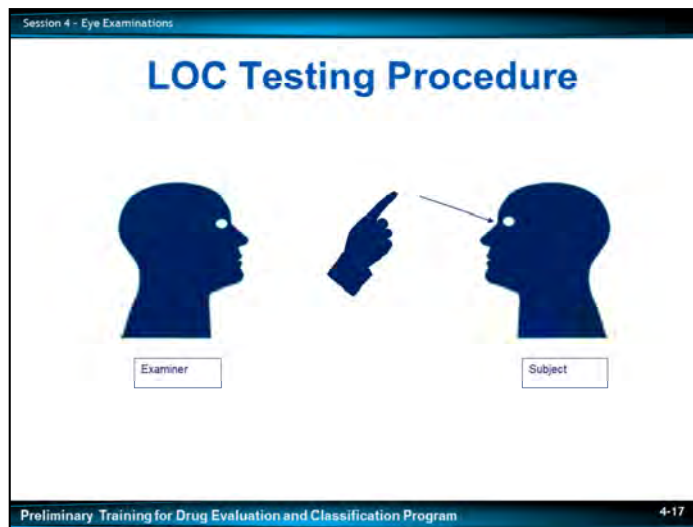 Session 4 - Eye Examinations
LOC Testing Procedure
Examiner
Subject
Preliminary Training for Drug Evaluation and Classification Program
4-17